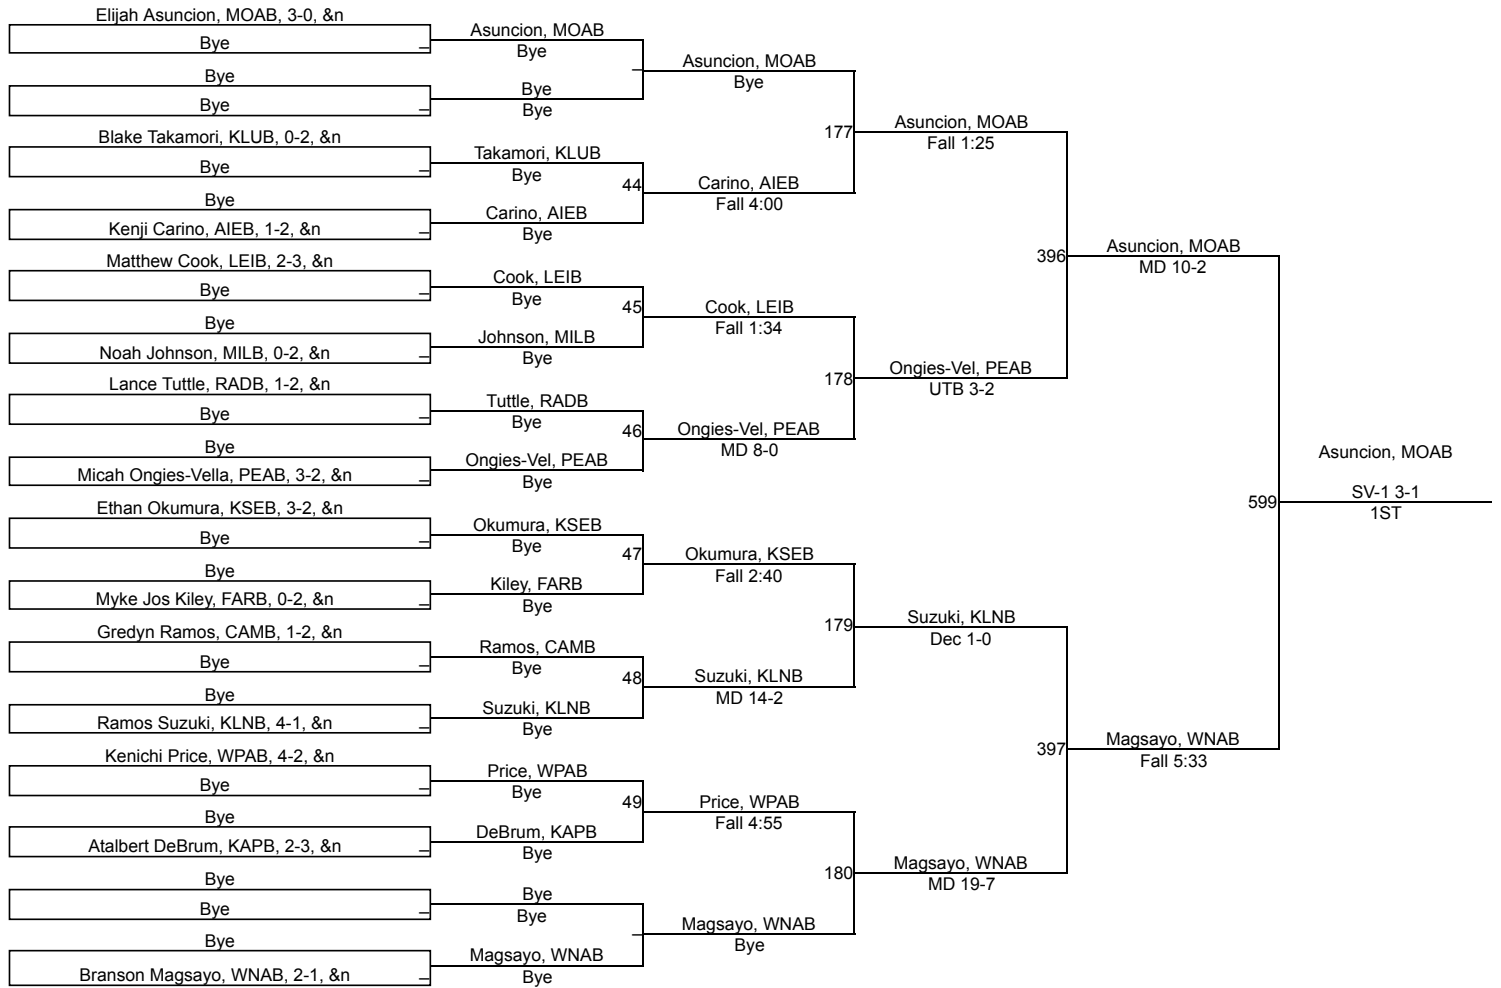 Elijah Asuncion, MOAB, 3-0, &n
Bye
Bye
Bye
Blake Takamori, KLUB, 0-2, &n
Bye
Bye
Kenji Carino, AIEB, 1-2, &n
Matthew Cook, LEIB, 2-3, &n
Bye
Bye
Noah Johnson, MILB, 0-2, &n
Lance Tuttle, RADB, 1-2, &n
Bye
Bye
Micah Ongies-Vella, PEAB, 3-2, &n
Ethan Okumura, KSEB, 3-2, &n
Bye
Bye
Myke Jos Kiley, FARB, 0-2, &n
Gredyn Ramos, CAMB, 1-2, &n
Bye
Bye
Ramos Suzuki, KLNB, 4-1, &n
Kenichi Price, WPAB, 4-2, &n
Bye
Bye
Atalbert DeBrum, KAPB, 2-3, &n
Bye
Bye
Bye
Branson Magsayo, WNAB, 2-1, &n
Asuncion, MOAB
Bye
Bye
Bye
Takamori, KLUB
Bye
44
Carino, AIEB
Bye
Cook, LEIB
Bye
45
Johnson, MILB
Bye
Tuttle, RADB
Bye
46
Ongies-Vel, PEAB
Bye
Okumura, KSEB
Bye
47
Kiley, FARB
Bye
Ramos, CAMB
Bye
48
Suzuki, KLNB
Bye
Price, WPAB
Bye
49
DeBrum, KAPB
Bye
Bye
Bye
Magsayo, WNAB
Bye
Asuncion, MOAB
Bye
177
Carino, AIEB
Fall 4:00
Cook, LEIB
Fall 1:34
178
Ongies-Vel, PEAB
MD 8-0
Okumura, KSEB
Fall 2:40
179
Suzuki, KLNB
MD 14-2
Price, WPAB
Fall 4:55
180
Magsayo, WNAB
Bye
Asuncion, MOAB
Fall 1:25
396
Ongies-Vel, PEAB
UTB 3-2
Suzuki, KLNB
Dec 1-0
397
Magsayo, WNAB
MD 19-7
Asuncion, MOAB
MD 10-2
599
Magsayo, WNAB
Fall 5:33
Asuncion, MOAB
SV-1 3-1
1ST